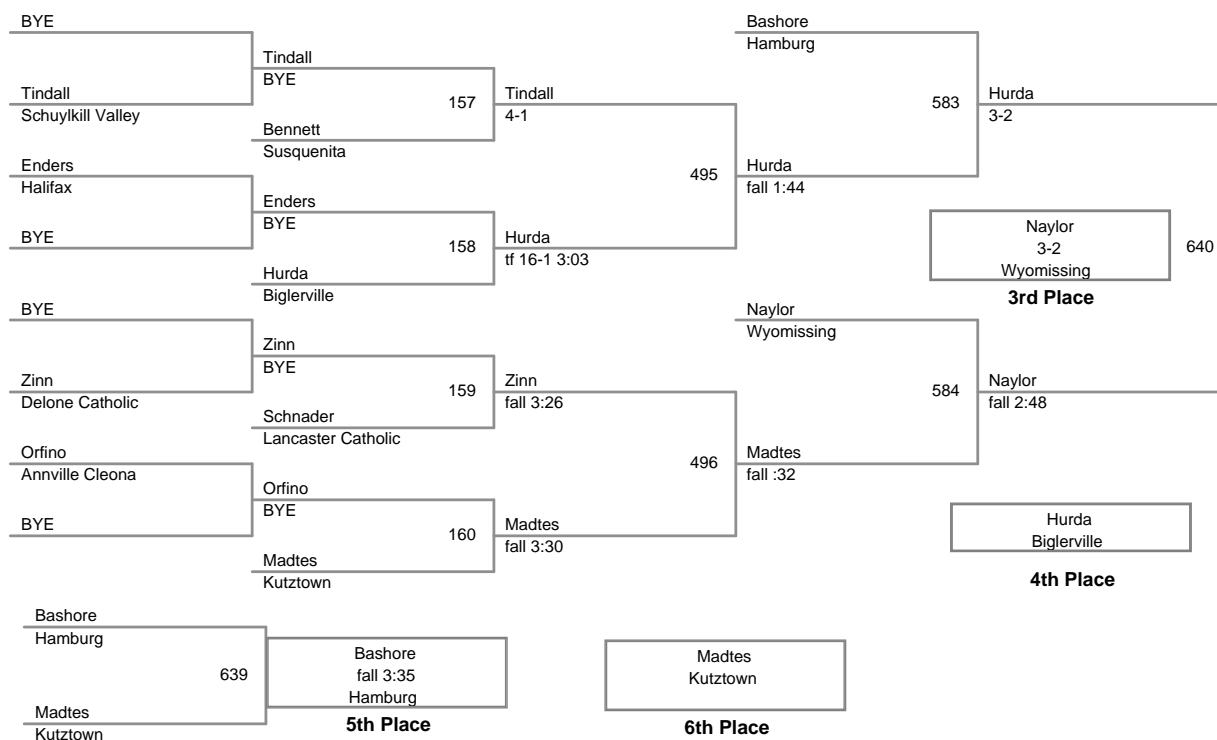 BYE
Tindall
Schuylkill Valley
Enders
Halifax
BYE
BYE
Zinn
Delone Catholic
Orfino
Annville Cleona
BYE
Tindall
BYE
157
Bennett
Susquenita
Enders
BYE
158
Hurda
Biglerville
Zinn
BYE
159
Schnader
Lancaster Catholic
Orfino
BYE
160
Madtes
Kutztown
Tindall
4-1
495
Hurda
tf 16-1 3:03
Zinn
fall 3:26
496
Madtes
fall 3:30
Bashore
Hamburg
583
Hurda
fall 1:44
Naylor
Wyomissing
584
Madtes
fall :32
Hurda
3-2
Naylor
3-2
Wyomissing
640
3rd Place
Naylor
fall 2:48
Hurda
Biglerville
4th Place
Bashore
Hamburg
639
Madtes
Kutztown
Bashore
fall 3:35
Hamburg
5th Place
Madtes
Kutztown
6th Place